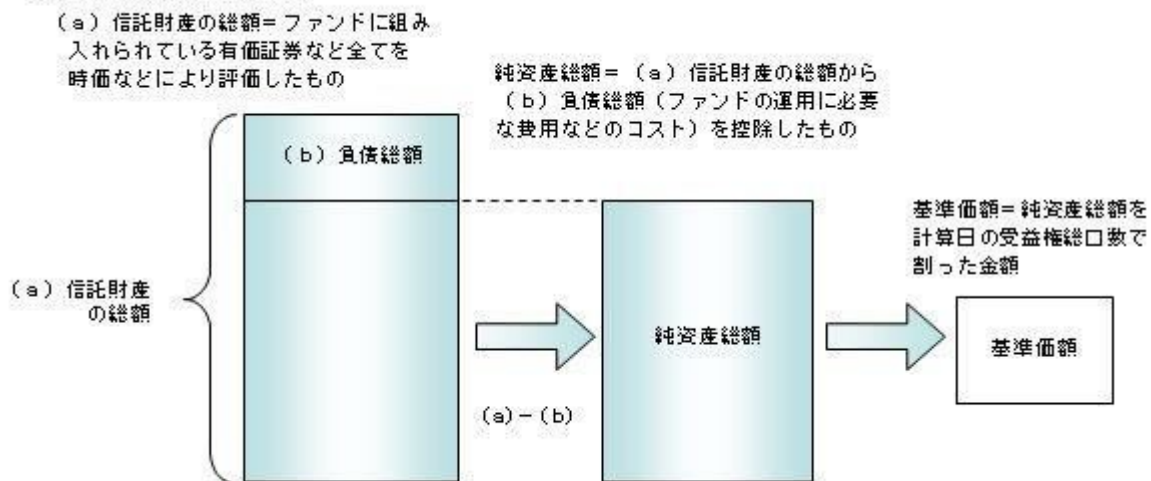 (a)信託財産の総額=ファンドに組み
入れられている有価証券など全てを
時価などにより評価したもの
純資産総額=(a)信託財産の総額から
(b)負債総額(ファンドの運用に必要
な費用などのコスト)を控除したもの
(b)負債総額
基準価額=純資産総額を
計算日の受益権総口数で
割った金額
(a)信託財産
の総額
純資産総額
基準価額
(a)-(b)